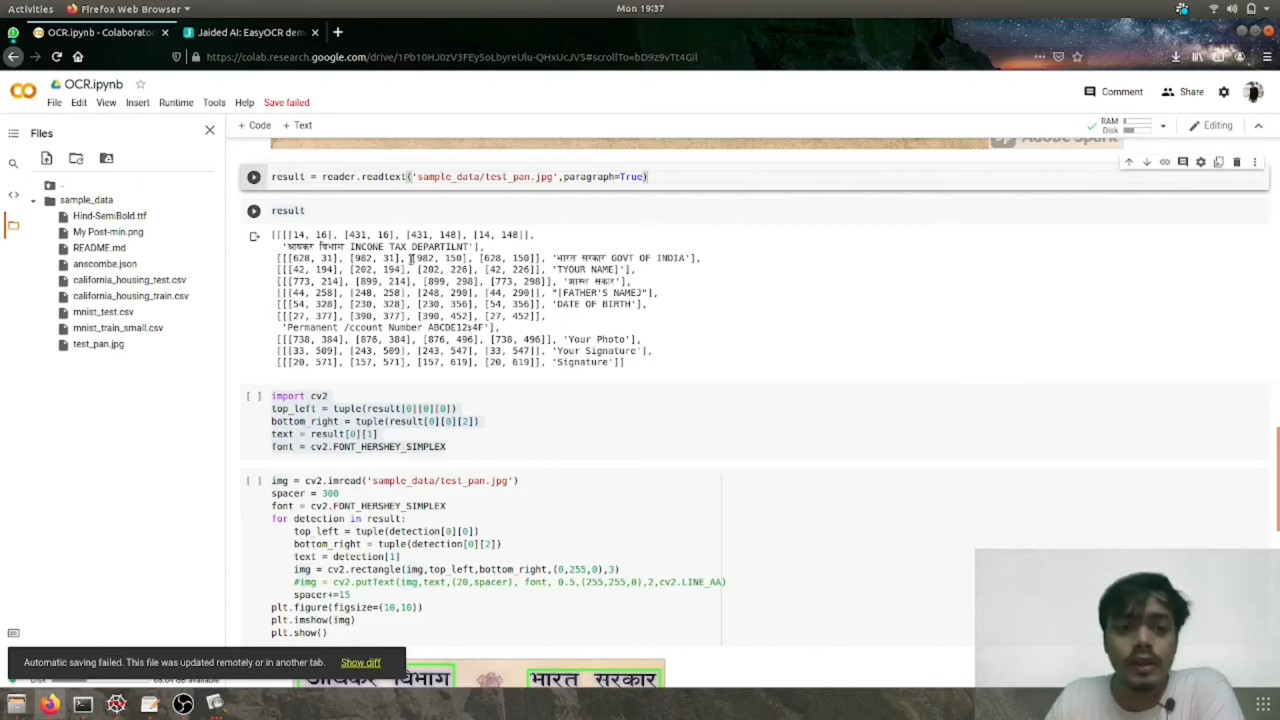 Activities
Firefox Web Browser
Mon 19:37
OCR.ipynb - Colaborato
Jaided AI: EasyOCR dem
https://colab.research.google.com/drive/1Pb10HJ0zV3FEy5oLbyreUlu-QHxUcJV5#scrollTo=bD9z9vTt4Gil
OCR.ipynb
File Edit View Insert Runtime Tools Help Save failed
Comment
Share
+ Code + Text
RAM
Disk
Editing
Files
Adobe Spark
..
sample_data
Hind-SemiBold.ttf
My Post-min.png
README.md
anscombe.json
california_housing_test.csv
california_housing_train.csv
mnist_test.csv
mnist_train_small.csv
test_pan.jpg
result = reader.readtext('sample_data/test_pan.jpg',paragraph=True)
result
[[[[14, 16], [431, 16], [431, 148], [14, 148]],
'आयकर विभाग INCONE TAX DEPARTILNT'],
[[[628, 31], [982, 31], [982, 150], [628, 150]], 'भारत सरकार GOVT OF INDIA'],
[[[42, 194], [202, 194], [202, 226], [42, 226]], 'TYOUR NAME]'],
[[[773, 214], [899, 214], [899, 298], [773, 298]], 'शास्त सकार'],
[[[44, 258], [248, 258], [248, 290], [44, 290]], "[FATHER'S NAMEJ"],
[[[54, 328], [230, 328], [230, 356], [54, 356]], 'DATE OF BIRTH'],
[[[27, 377], [390, 377], [390, 452], [27, 452]],
'Permanent /ccount Number ABCDE12s4F'],
[[[738, 384], [876, 384], [876, 496], [738, 496]], 'Your Photo'],
[[[33, 509], [243, 509], [243, 547], [33, 547]], 'Your Signature'],
[[[20, 571], [157, 571], [157, 619], [20, 619]], 'Signature']]
[ ] import cv2
top_left = tuple(result[0][0][0])
bottom_right = tuple(result[0][0][2])
text = result[0][1]
font = cv2.FONT_HERSHEY_SIMPLEX
[ ] img = cv2.imread('sample_data/test_pan.jpg')
spacer = 300
font = cv2.FONT_HERSHEY_SIMPLEX
for detection in result:
top_left = tuple(detection[0][0])
bottom_right = tuple(detection[0][2])
text = detection[1]
img = cv2.rectangle(img,top_left,bottom_right,(0,255,0),3)
#img = cv2.putText(img,text,(20,spacer), font, 0.5,(255,255,0),2,cv2.LINE_AA)
spacer+=15
plt.figure(figsize=(10,10))
plt.imshow(img)
plt.show()
Automatic saving failed. This file was updated remotely or in another tab. Show diff
आयकर विभाग
भारत सरकार